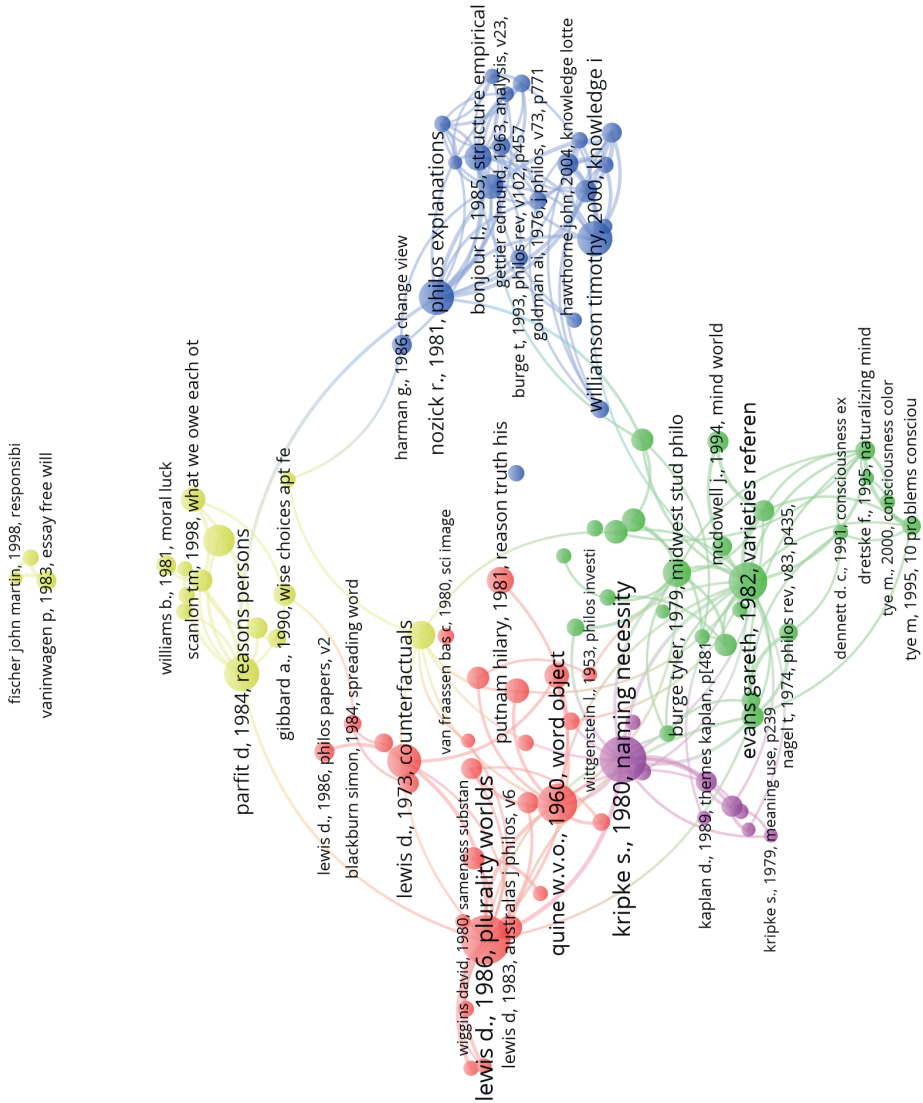 fischer john martin, 1998, responsibi
vaninwagen p, 1983, essay free will
williams b., 1981, moral luck
scanlon tm, 1998, what we owe each ot
parfit d, 1984, reasons persons
gibbard a., 1990, wise choices apt fe
lewis d., 1986, philos papers, v2
blackburn simon, 1984, spreading word
harman g., 1986, change view
lewis d., 1973, counterfactuals
nozick r., 1981, philos explanations
van fraassen bas c, 1980, sci image
wiggins david, 1980, sameness substan
bonjour l., 1985, structure empirical
lewis d., 1986, plurality worlds
gettier edmund, 1963, analysis, v23,
putnam hilary, 1981, reason truth his
lewis d, 1983, australas j philos, v6
burge t, 1993, philos rev, v102, p457
goldman ai, 1976, j philos, v73, p771
quine w.v.o., 1960, word object
hawthorne john, 2004, knowledge lotte
wittgenstein l., 1953, philos investi
williamson timothy, 2000, knowledge i
kripke s., 1980, naming necessity
burge tyler, 1979, midwest stud philo
kaplan d., 1989, themes kaplan, p[481
mcdowell j., 1994, mind world
evans gareth, 1982, varieties referen
kripke s., 1979, meaning use, p239
nagel t, 1974, philos rev, v83, p435,
dennett d. c., 1991, consciousness ex
dretske f., 1995, naturalizing mind
tye m., 2000, consciousness color
tye m, 1995, 10 problems consciou